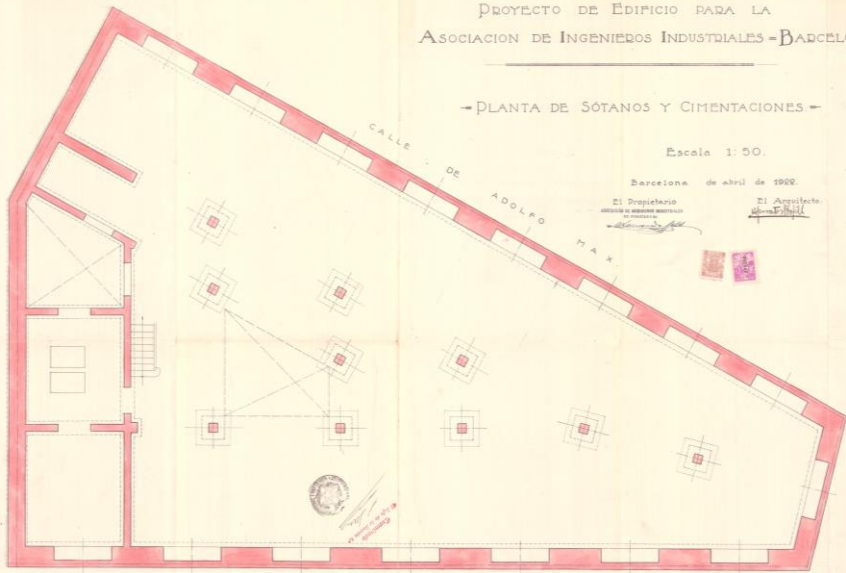 PROYECTO DE EDIFICIO PARA LA
ASOCIACION DE INGENIEROS INDUSTRIALES = BARCELO
PLANTA DE SÓTANOS Y CIMENTACIONES
Escala 1:50.
Barcelona de abril de 1922.
El Propietario
El Arquitecto.
CALLE DE ADOLFO MAX